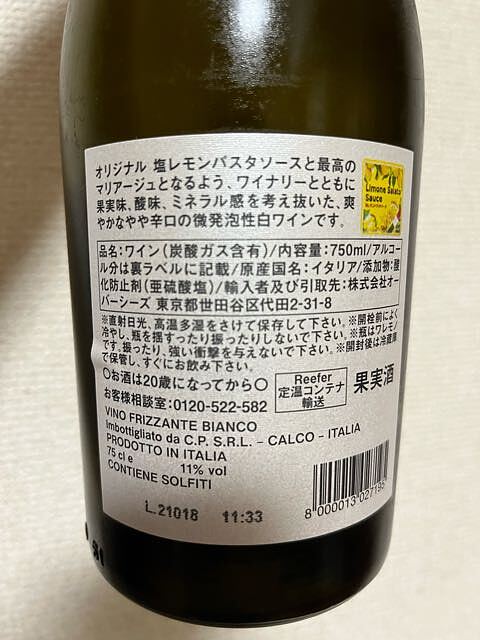 オリジナル 塩レモンパスタソースと最高の
マリアージュとなるよう、ワイナリーとともに
果実味、酸味、ミネラル感を考え抜いた、爽
やかなやや辛口の微発泡性白ワインです。
Limone Salato
Sauce
品名:ワイン(炭酸ガス含有)/内容量:750ml/アルコー
ル分は裏ラベルに記載/原産国名:イタリア/添加物:酸
化防止剤(亜硫酸塩)/輸入者及び引取先:株式会社オー
バーシーズ 東京都世田谷区代田2-31-8
※直射日光、高温多湿をさけて保存して下さい。※開栓前によく
冷やし、瓶を揺すったり振ったりしないで下さい。※瓶はワレモノ
です。振ったり、強い衝撃を与えないで下さい。※開封後は冷蔵庫
で保管し、すぐにお飲み下さい。
〇お酒は20歳になってから〇
お客様相談室:0120-522-582
Reefer
定温コンテナ
輸送
果実酒
VINO FRIZZANTE BIANCO
Imbottigliato da C.P. S.R.L. - CALCO - ITALIA
PRODOTTO IN ITALIA
75 cl e 11% vol
CONTIENE SOLFITI
L.21018 11:33
8 000013 027195